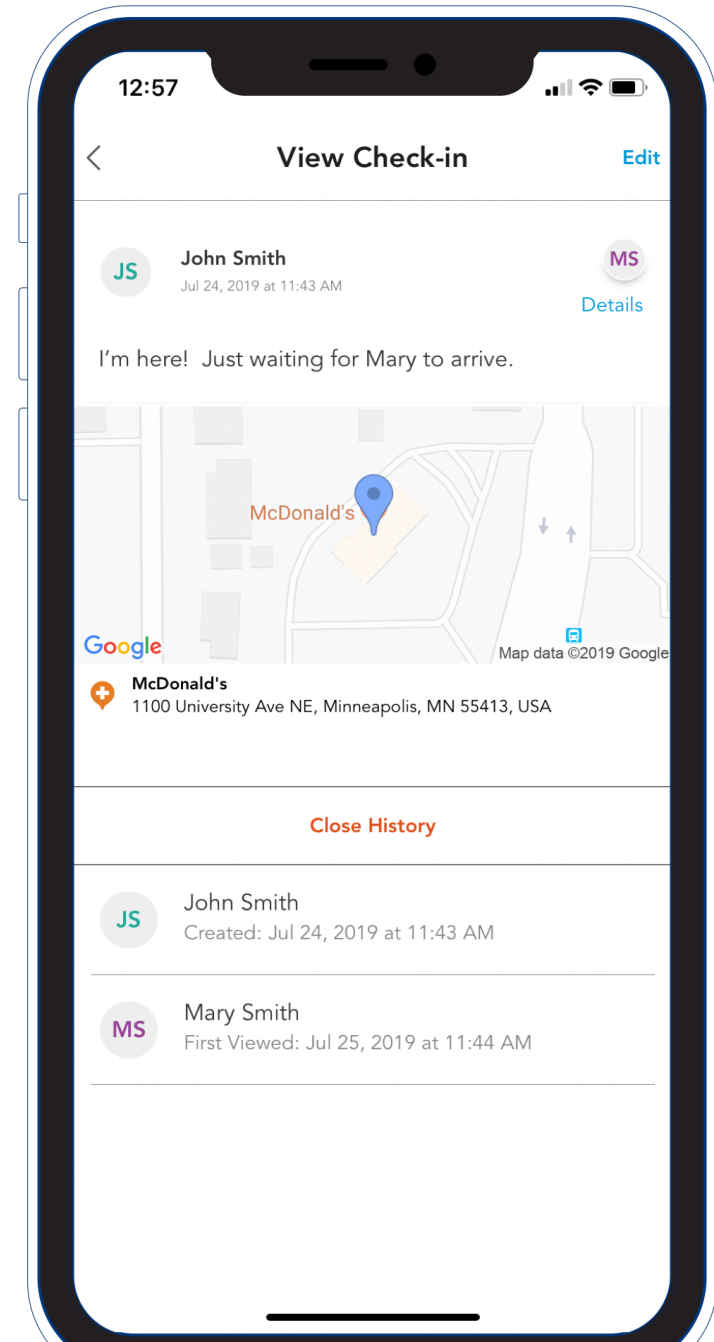 12:57
View Check-in
Edit
JS
John Smith
MS
Jul 24, 2019 at 11:43 AM
Details
I'm here!  Just waiting for Mary to arrive.
McDonald's
Google
Map data ©2019 Google
McDonald's
1100 University Ave NE, Minneapolis, MN 55413, USA
Close History
JS
John Smith
Created: Jul 24, 2019 at 11:43 AM
MS
Mary Smith
First Viewed: Jul 25, 2019 at 11:44 AM